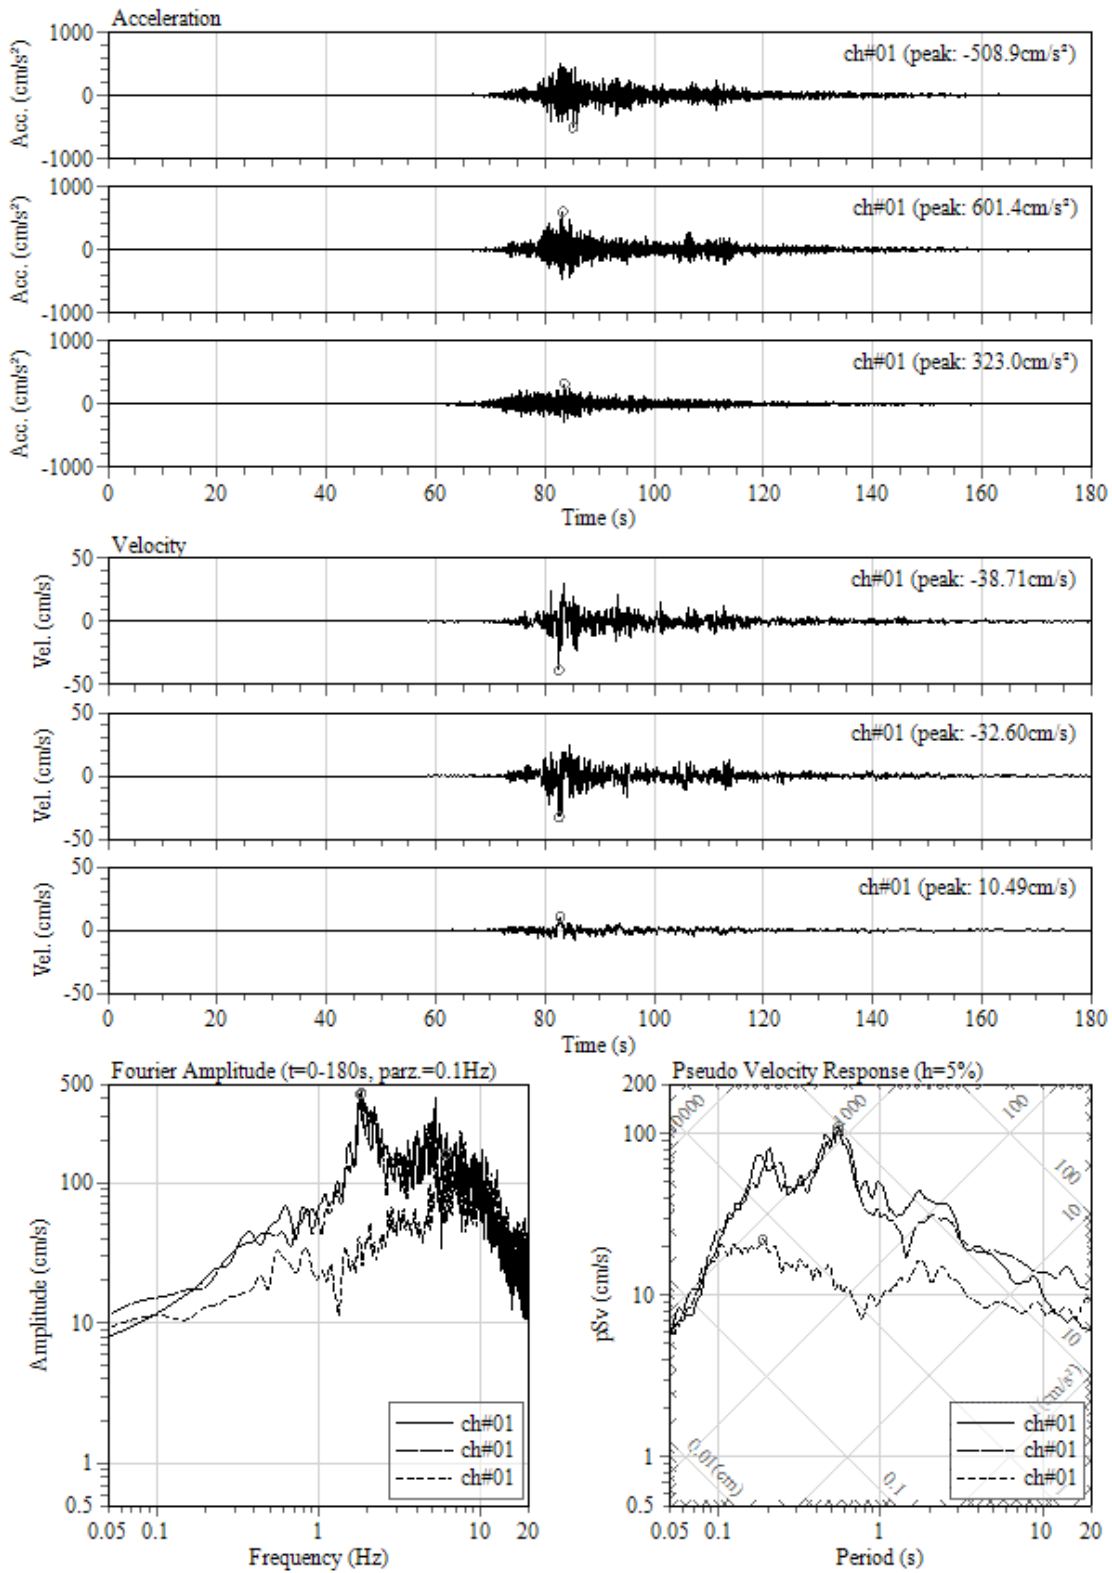 Acceleration
1000
0
-1000
Acc. (cm/s²)
ch#01 (peak: -508.9cm/s²)
1000
0
-1000
Acc. (cm/s²)
ch#01 (peak: 601.4cm/s²)
1000
0
-1000
Acc. (cm/s²)
ch#01 (peak: 323.0cm/s²)
0 20 40 60 80 100 120 140 160 180
Time (s)
Velocity
50
0
-50
Vel. (cm/s)
ch#01 (peak: -38.71cm/s)
50
0
-50
Vel. (cm/s)
ch#01 (peak: -32.60cm/s)
50
0
-50
Vel. (cm/s)
ch#01 (peak: 10.49cm/s)
0 20 40 60 80 100 120 140 160 180
Time (s)
Fourier Amplitude (t=0-180s, parz.=0.1Hz)
500
100
10
1
0.5
Amplitude (cm/s)
ch#01
ch#01
ch#01
0.05 0.1 1 10 20
Frequency (Hz)
Pseudo Velocity Response (h=5%)
200
100
10
1
0.5
pSv (cm/s)
1000
100
100
10
10
0.01(cm)
0.1
ch#01
ch#01
ch#01
0.05 0.1 1 10 20
Period (s)